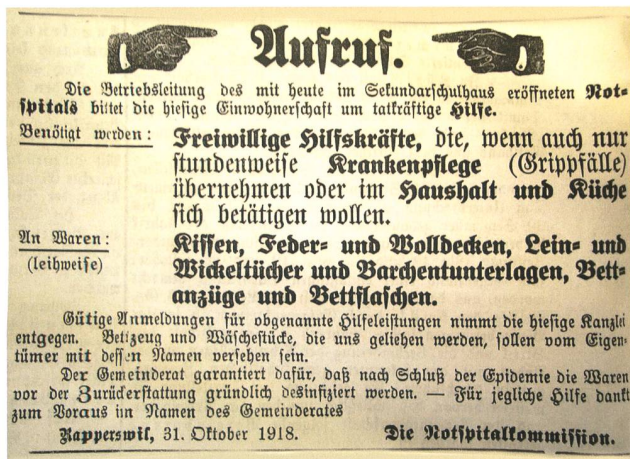 Aufruf.
Die Betriebsleitung des mit heute im Sekundarschulhaus eröffneten Not-
spitals bittet die hiesige Einwohnerschaft um tatkräftige Hilfe.
Benötigt werden: Freiwillige Hilfskräfte, die, wenn auch nur
stundenweise Krankenpflege (Grippfälle)
übernehmen oder im Haushalt und Küche
sich betätigen wollen.
An Waren: Kissen, Feder- und Wolldecken, Lein- und
(leihweise) Wickeltücher und Barchentunterlagen, Bett-
anzüge und Bettflaschen.
Gütige Anmeldungen für obgenannte Hilfeleistungen nimmt die hiesige Kanzlei
entgegen. Bettzeug und Wäschestücke, die uns geliehen werden, sollen vom Eigen-
tümer mit dessen Namen versehen sein.
Der Gemeinderat garantiert dafür, daß nach Schluß der Epidemie die Waren
vor der Zurückerstattung gründlich desinfiziert werden. — Für jegliche Hilfe dankt
zum Voraus im Namen des Gemeinderates
Rapperswil, 31. Oktober 1918. Die Notspitalkommission.